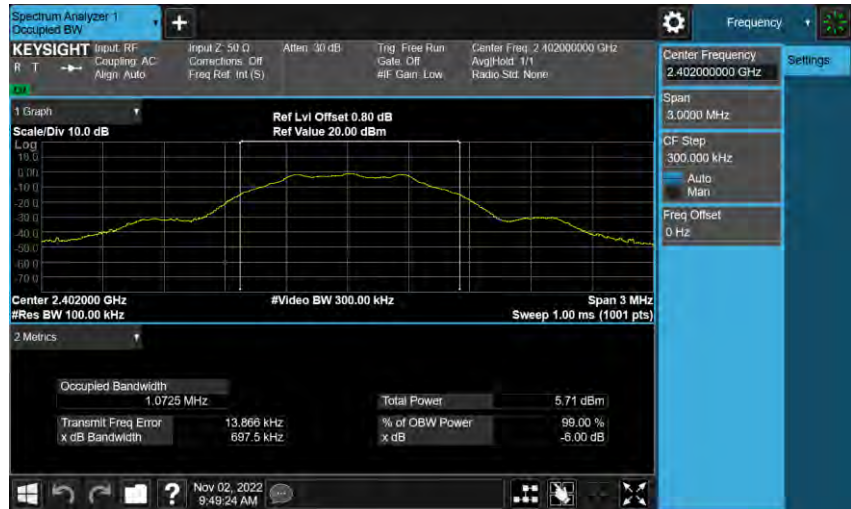 Spectrum Analyzer 1
Occupied BW
+
Frequency
KEYSIGHT
R T
Input: RF
Coupling: AC
Align: Auto
Input Z: 50 Ω
Corrections: Off
Freq Ref: Int (S)
Atten: 30 dB
Trig: Free Run
Gate: Off
#IF Gain: Low
Center Freq: 2.402000000 GHz
Avg|Hold: 1/1
Radio Std: None
Center Frequency
2.402000000 GHz
Settings
Span
3.0000 MHz
CF Step
300.000 kHz
Auto
Man
Freq Offset
0 Hz
1 Graph
Scale/Div 10.0 dB
Ref Lvl Offset 0.80 dB
Ref Value 20.00 dBm
Log
10.0
0.00
-10.0
-20.0
-30.0
-40.0
-50.0
-60.0
-70.0
Center 2.402000 GHz
#Video BW 300.00 kHz
Span 3 MHz
#Res BW 100.00 kHz
Sweep 1.00 ms (1001 pts)
2 Metrics
Occupied Bandwidth
1.0725 MHz
Total Power
5.71 dBm
Transmit Freq Error
13.866 kHz
% of OBW Power
99.00 %
x dB Bandwidth
697.5 kHz
x dB
-6.00 dB
?
Nov 02, 2022
9:49:24 AM